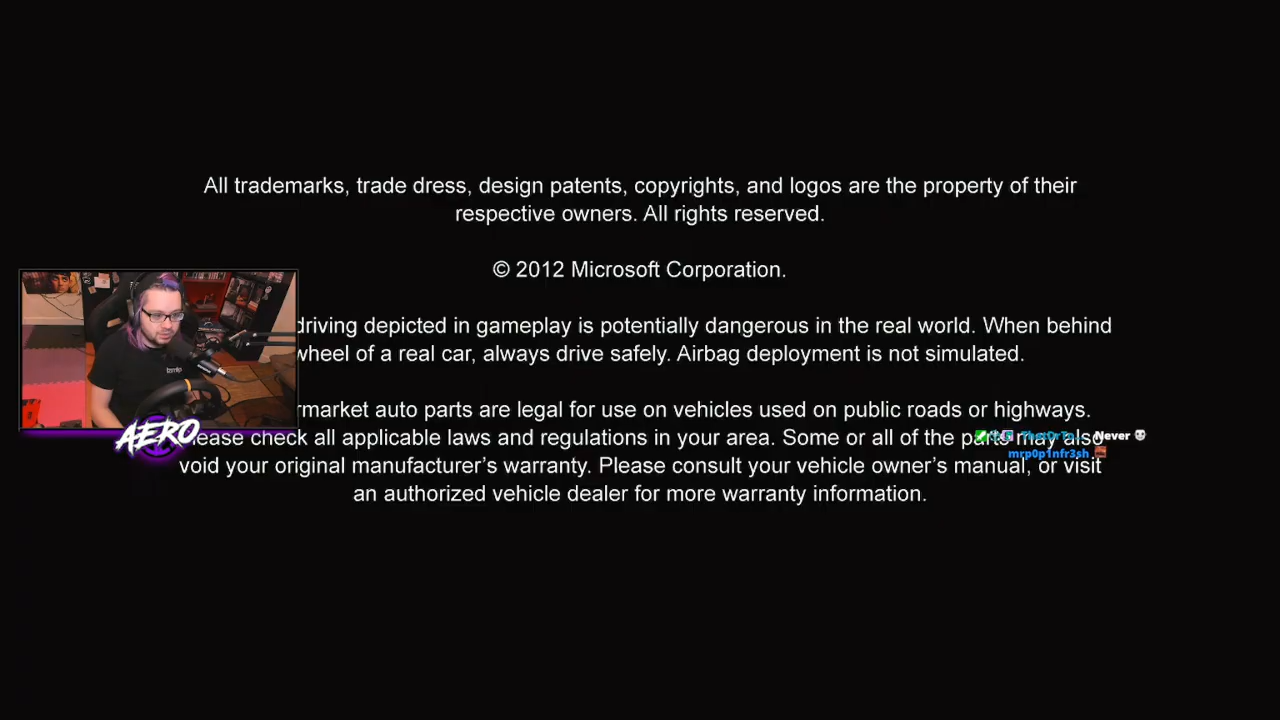 All trademarks, trade dress, design patents, copyrights, and logos are the property of their
respective owners. All rights reserved.
© 2012 Microsoft Corporation.
driving depicted in gameplay is potentially dangerous in the real world. When behind
wheel of a real car, always drive safely. Airbag deployment is not simulated.
auto parts are legal for use on vehicles used on public roads or highways.
AERO
check all applicable laws and regulations in your area. Some or all of the parts may also
Never
mrp0p1nfr3sh
void your original manufacturer's warranty. Please consult your vehicle owner's manual, or visit
an authorized vehicle dealer for more warranty information.